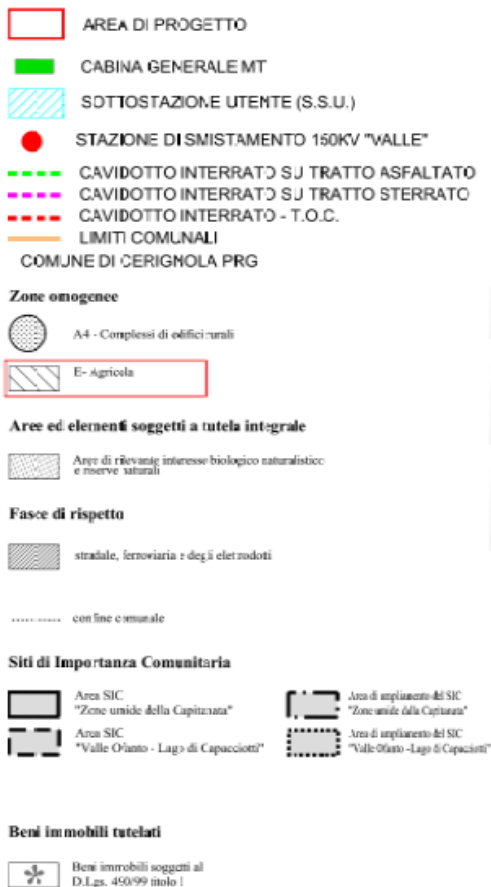 AREA DI PROGETTO
CABINA GENERALE MT
SOTTOSTAZIONE UTENTE (S.S.U.)
STAZIONE DI SMISTAMENTO 150KV "VALLE"
CAVIDOTTO INTERRATO SU TRATTO ASFALTATO
CAVIDOTTO INTERRATO SU TRATTO STERRATO
CAVIDOTTO INTERRATO - T.O.C.
LIMITI COMUNALI
COMUNE DI CERIGNOLA PRG
Zone omogenee
A4 - Complessi di edifici rurali
E- Agricola
Aree ed elementi soggetti a tutela integrale
Aree di rilevante interesse biologico naturalistico
e riserve naturali
Fasce di rispetto
stradale, ferroviaria e degli elettrodotti
confine comunale
Siti di Importanza Comunitaria
Area SIC
"Zone umide della Capitanata"
Area di ampliamento del SIC
"Zone umide dalla Capitanata"
Area SIC
"Valle Ofanto - Lago di Capacciotti"
Area di ampliamento del SIC
"Valle Ofanto -Lago di Capacciotti"
Beni immobili tutelati
Beni immobili soggetti al
D.Lgs. 490/99 titolo I